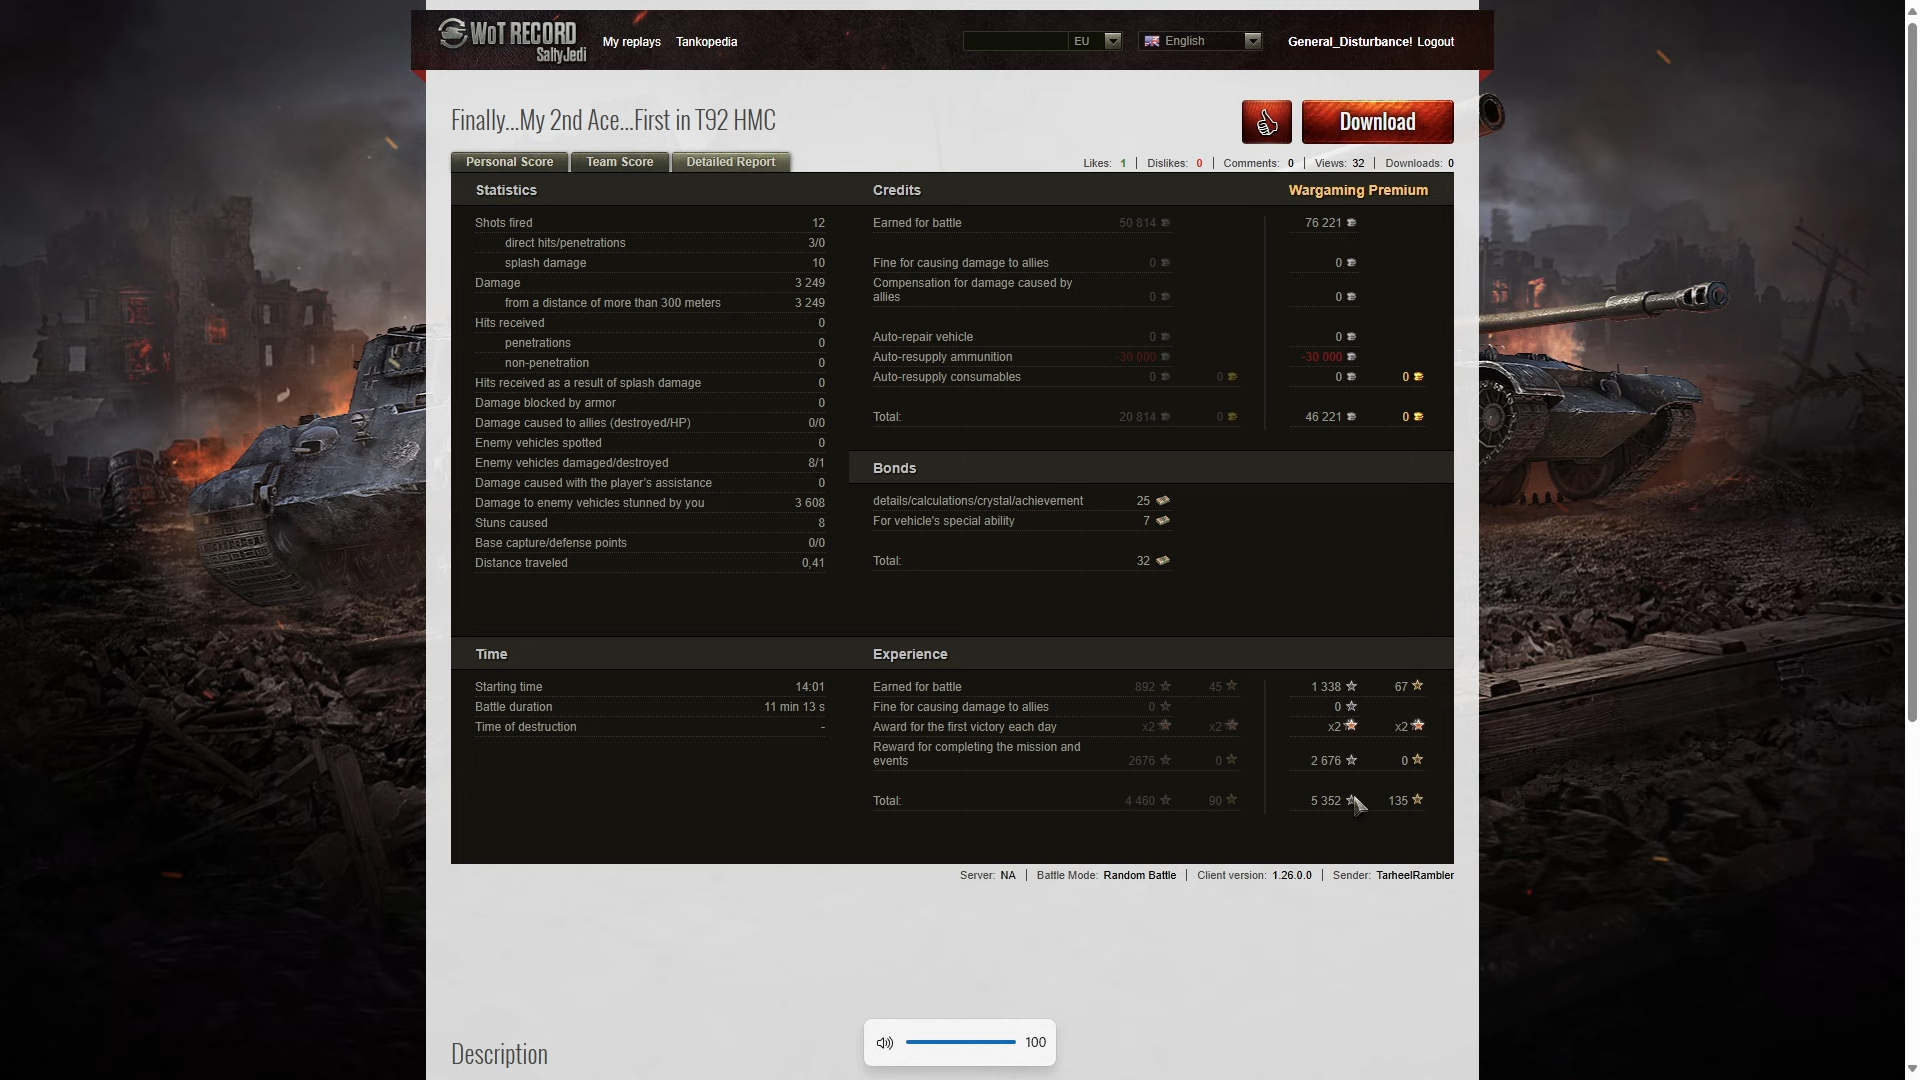 WoT RECORD
SaltyJedi
My replays
Tankopedia
EU
English
General_Disturbance! Logout
Finally...My 2nd Ace...First in T92 HMC
Download
Personal Score
Team Score
Detailed Report
Likes: 1 | Dislikes: 0 | Comments: 0 | Views: 32 | Downloads: 0
Statistics
Shots fired 12
direct hits/penetrations 3/0
splash damage 10
Damage 3 249
from a distance of more than 300 meters 3 249
Hits received 0
penetrations 0
non-penetration 0
Hits received as a result of splash damage 0
Damage blocked by armor 0
Damage caused to allies (destroyed/HP) 0/0
Enemy vehicles spotted 0
Enemy vehicles damaged/destroyed 8/1
Damage caused with the player's assistance 0
Damage to enemy vehicles stunned by you 3 608
Stuns caused 8
Base capture/defense points 0/0
Distance traveled 0,41
Credits
Wargaming Premium
Earned for battle 50 814 76 221
Fine for causing damage to allies 0 0
Compensation for damage caused by
allies 0 0
Auto-repair vehicle 0 0
Auto-resupply ammunition -30 000 -30 000
Auto-resupply consumables 0 0 0 0
Total: 20 814 0 46 221 0
Bonds
details/calculations/crystal/achievement 25
For vehicle's special ability 7
Total: 32
Time
Starting time 14:01
Battle duration 11 min 13 s
Time of destruction -
Experience
Earned for battle 892 45 1 338 67
Fine for causing damage to allies 0 0
Award for the first victory each day x2 x2 x2 x2
Reward for completing the mission and
events 2676 0 2 676 0
Total: 4 460 90 5 352 135
Server: NA | Battle Mode: Random Battle | Client version: 1.26.0.0 | Sender: TarheelRambler
Description
100